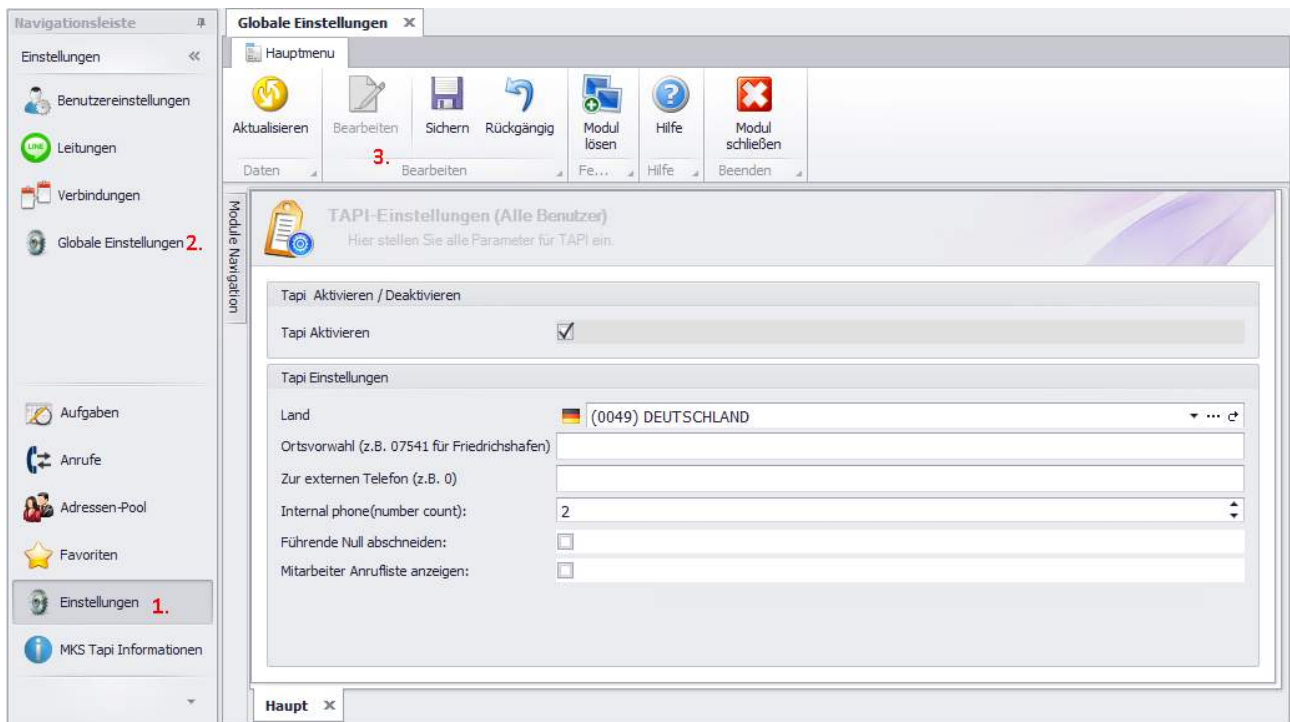 Navigationsleiste
Einstellungen
Benutzereinstellungen
LINE
Leitungen
Verbindungen
Globale Einstellungen 2.
Aufgaben
Anrufe
Adressen-Pool
Favoriten
Einstellungen 1.
MKS Tapi Informationen
Globale Einstellungen
Hauptmenu
Aktualisieren
Bearbeiten
Sichern
Rückgängig
Modul
lösen
Hilfe
Modul
schließen
3.
Daten
Bearbeiten
Fe...
Hilfe
Beenden
Module Navigation
TAPI-Einstellungen (Alle Benutzer)
Hier stellen Sie alle Parameter für TAPI ein.
Tapi Aktivieren / Deaktivieren
Tapi Aktivieren
Tapi Einstellungen
Land (0049) DEUTSCHLAND
Ortsvorwahl (z.B. 07541 für Friedrichshafen)
Zur externen Telefon (z.B. 0)
Internal phone(number count): 2
Führende Null abschneiden:
Mitarbeiter Anrufliste anzeigen:
Haupt